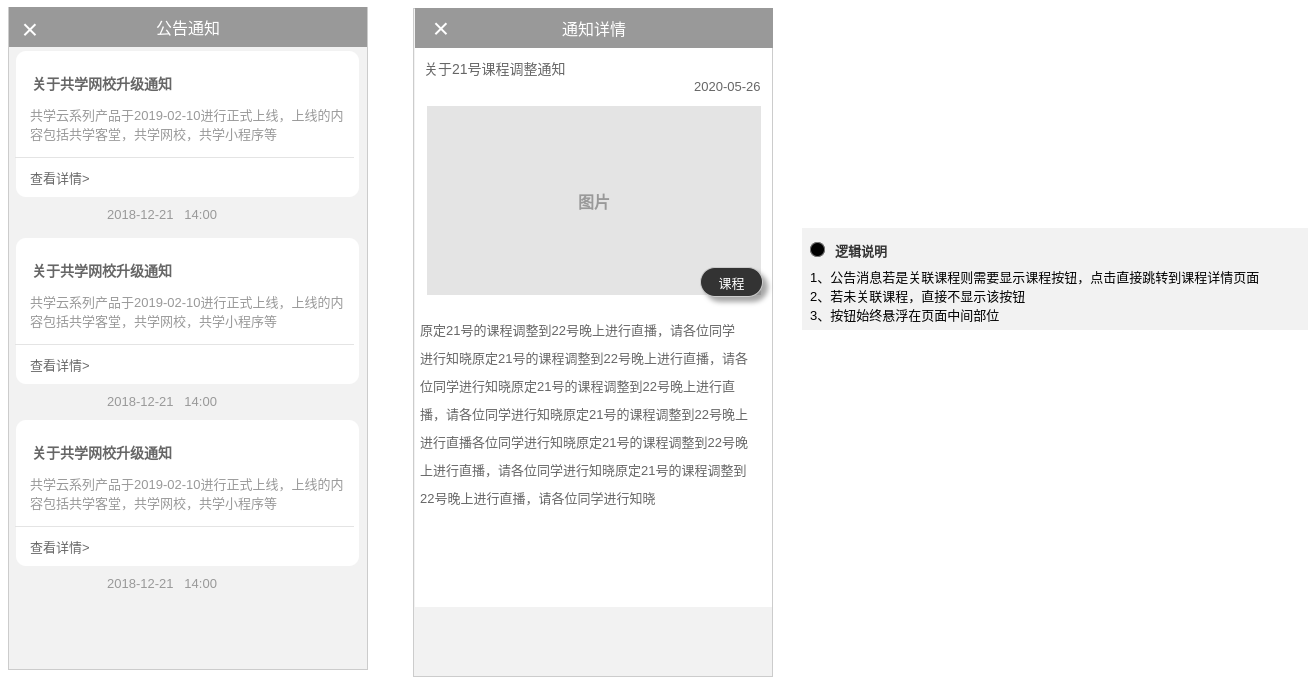 公告通知
关于共学网校升级通知
共学云系列产品于2019-02-10进行正式上线，上线的内
容包括共学客堂，共学网校，共学小程序等
查看详情>
2018-12-21 14:00
关于共学网校升级通知
共学云系列产品于2019-02-10进行正式上线，上线的内
容包括共学客堂，共学网校，共学小程序等
查看详情>
2018-12-21 14:00
关于共学网校升级通知
共学云系列产品于2019-02-10进行正式上线，上线的内
容包括共学客堂，共学网校，共学小程序等
查看详情>
2018-12-21 14:00
通知详情
关于21号课程调整通知
2020-05-26
图片
课程
原定21号的课程调整到22号晚上进行直播，请各位同学
进行知晓原定21号的课程调整到22号晚上进行直播，请各
位同学进行知晓原定21号的课程调整到22号晚上进行直
播，请各位同学进行知晓原定21号的课程调整到22号晚上
进行直播各位同学进行知晓原定21号的课程调整到22号晚
上进行直播，请各位同学进行知晓原定21号的课程调整到
22号晚上进行直播，请各位同学进行知晓
逻辑说明
1、公告消息若是关联课程则需要显示课程按钮，点击直接跳转到课程详情页面
2、若未关联课程，直接不显示该按钮
3、按钮始终悬浮在页面中间部位